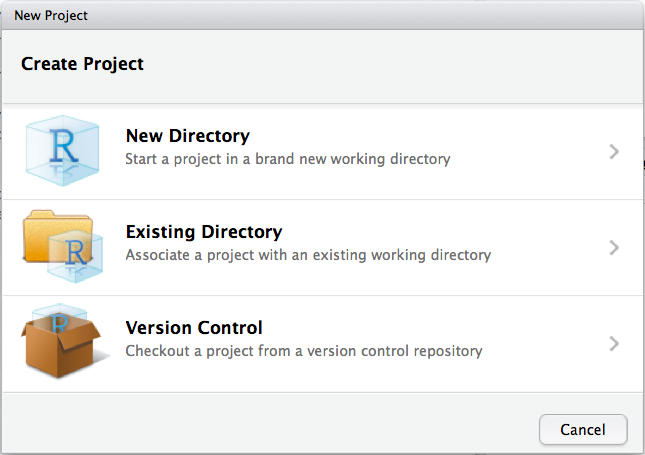 New Project
Create Project
R
New Directory
Start a project in a brand new working directory
R
Existing Directory
Associate a project with an existing working directory
R
Version Control
Checkout a project from a version control repository
Cancel